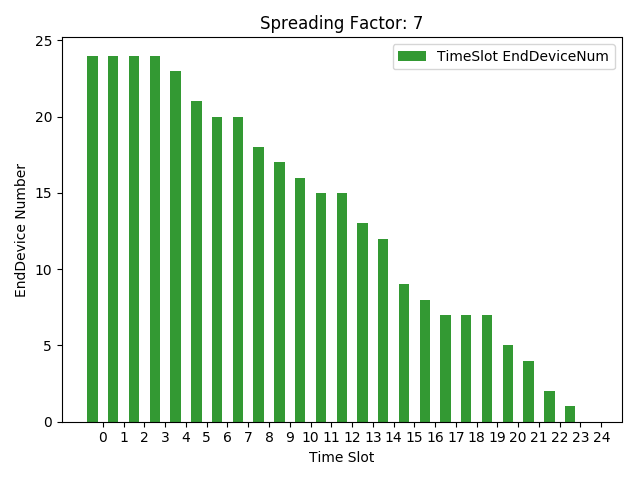 Spreading Factor: 7
TimeSlot EndDeviceNum
25
20
15
10
5
0
EndDevice Number
0 1 2 3 4 5 6 7 8 9 10 11 12 13 14 15 16 17 18 19 20 21 22 23 24
Time Slot